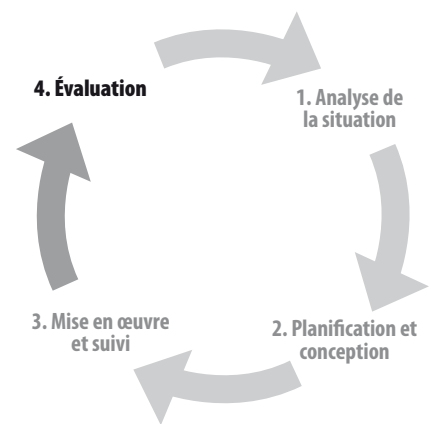 4. Évaluation
1. Analyse de
la situation
3. Mise en œuvre
et suivi
2. Planification et
conception